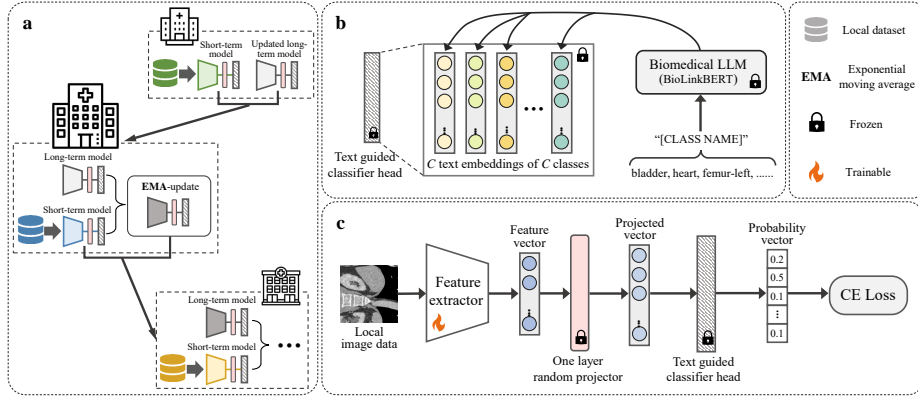 a
Short-term
model
Updated long-
term model
Long-term model
Short-term model
EMA-update
Long-term model
Short-term model
b
Text guided
classifier head
C text embeddings of C classes
Biomedical LLM
(BioLinkBERT)
“[CLASS NAME]”
bladder, heart, femur-left, ......
Local dataset
EMA
Exponential
moving average
Frozen
Trainable
c
Local
image data
Feature
extractor
Feature
vector
One layer
random projector
Projected
vector
Text guided
classifier head
Probability
vector
0.2
0.5
0.1
⋮
0.1
CE Loss